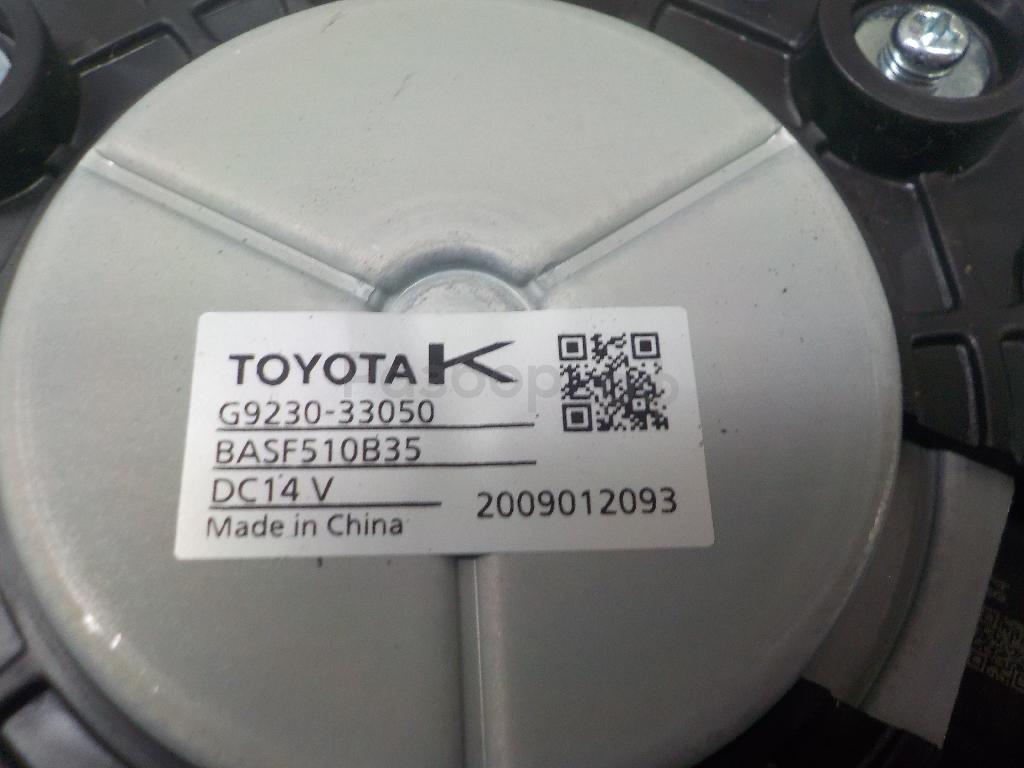 TOYOTA K
G9230-33050
BASF510B35
DC14 V
2009012093
Made in China